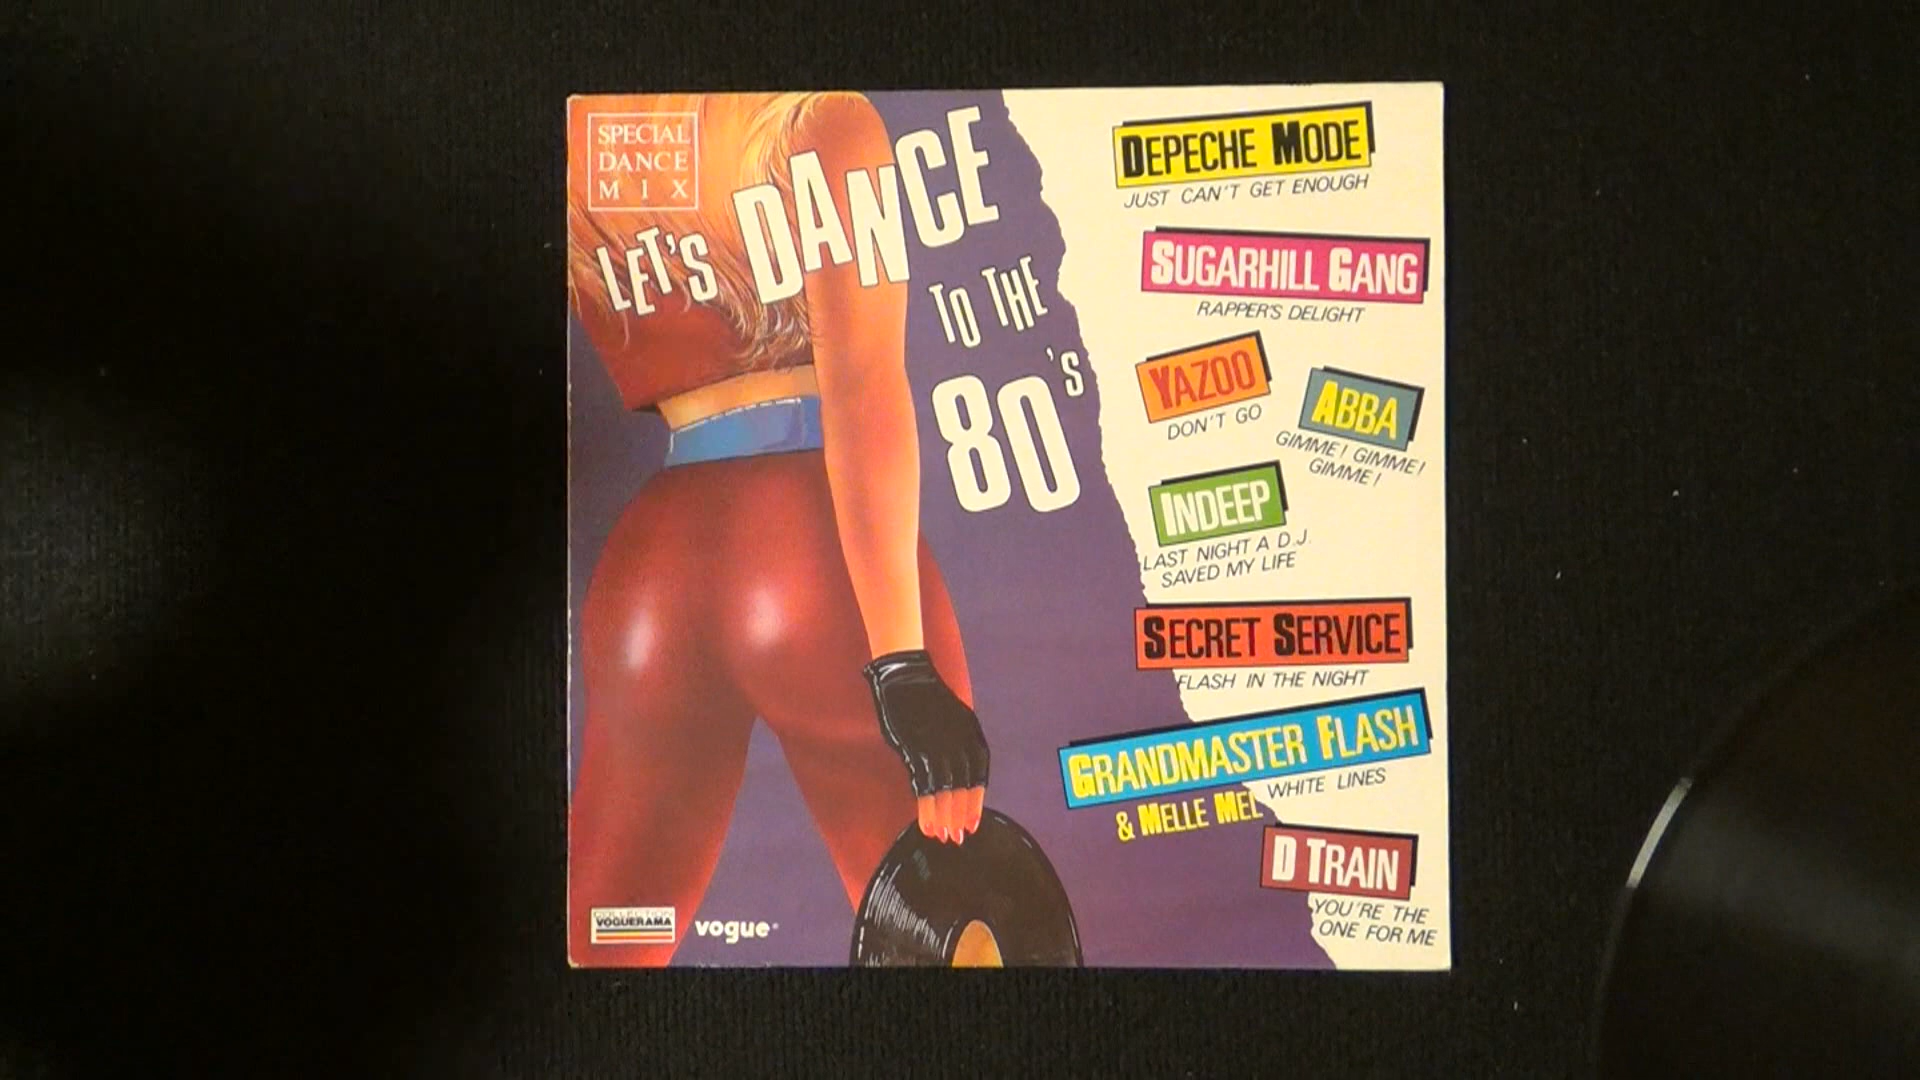 SPECIAL
DANCE
MIX
LET'S DANCE
TO THE
80's
DEPECHE MODE
JUST CAN'T GET ENOUGH
SUGARHILL GANG
RAPPER'S DELIGHT
YAZOO
DON'T GO
ABBA
GIMME! GIMME!
GIMME!
INDEEP
LAST NIGHT A D.J.
SAVED MY LIFE
SECRET SERVICE
FLASH IN THE NIGHT
GRANDMASTER FLASH
& MELLE MEL
WHITE LINES
D TRAIN
YOU'RE THE
ONE FOR ME
COLLECTION
VOGUERAMA
vogue